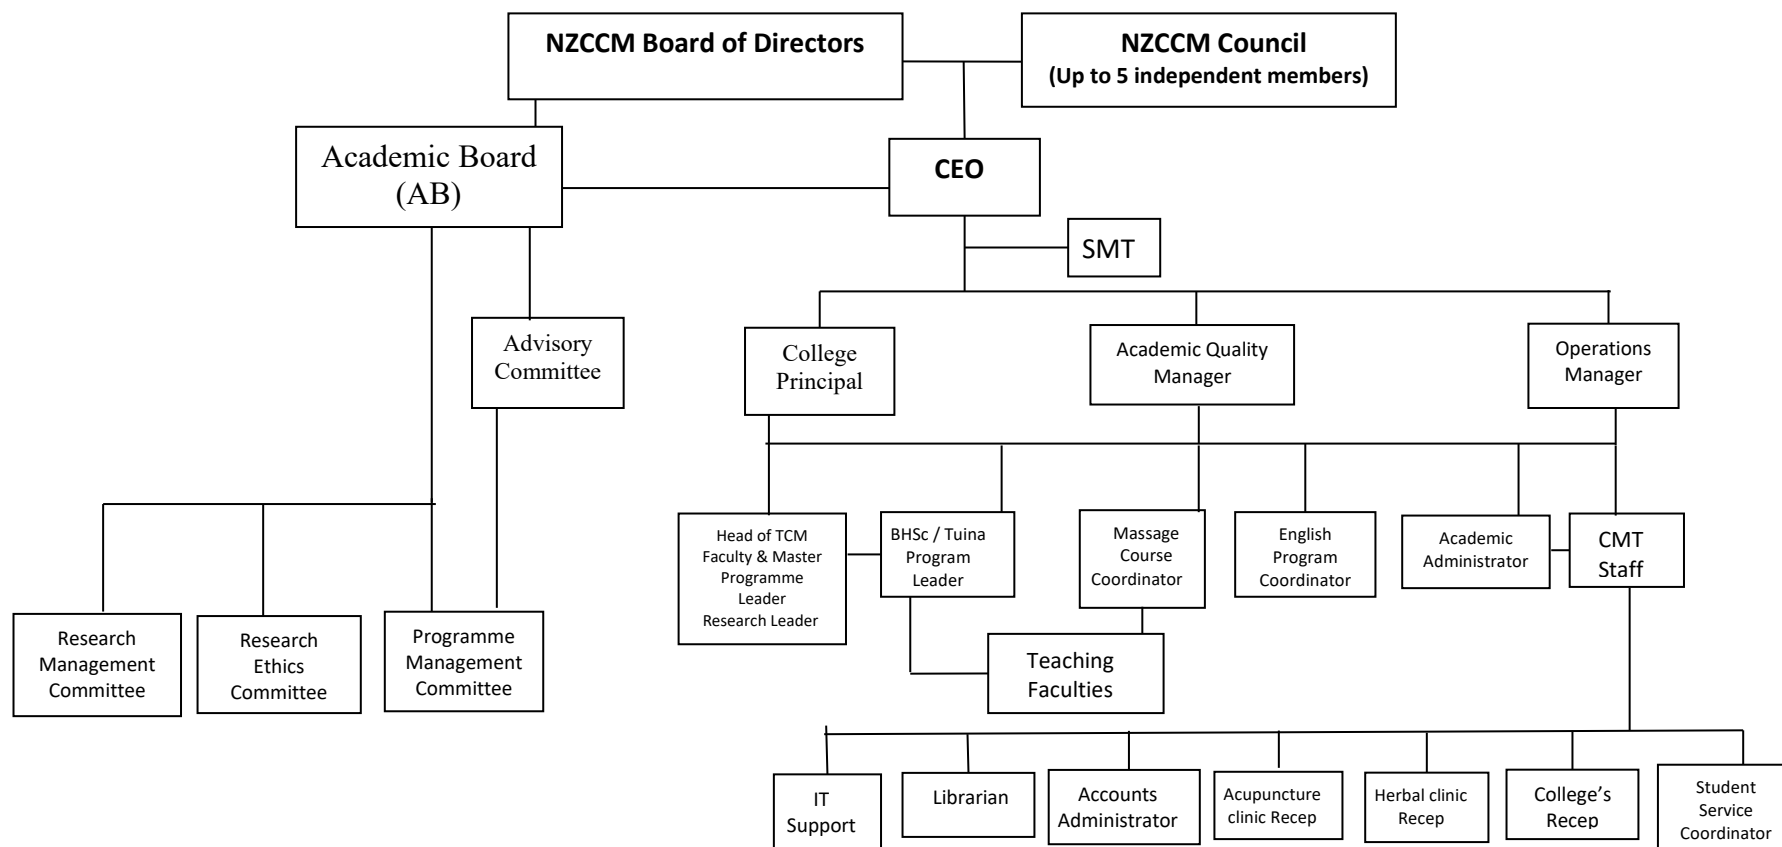 NZCCM Board of Directors
NZCCM Council
(Up to 5 independent members)
Academic Board
(AB)
CEO
SMT
Advisory
Committee
College
Principal
Academic Quality
Manager
Operations
Manager
Head of TCM
Faculty & Master
Programme
Leader
Research Leader
BHSc / Tuina
Program
Leader
Massage
Course
Coordinator
English
Program
Coordinator
Academic
Administrator
CMT
Staff
Research
Management
Committee
Research
Ethics
Committee
Programme
Management
Committee
Teaching
Faculties
IT
Support
Librarian
Accounts
Administrator
Acupuncture
clinic Recep
Herbal clinic
Recep
College’s
Recep
Student
Service
Coordinator